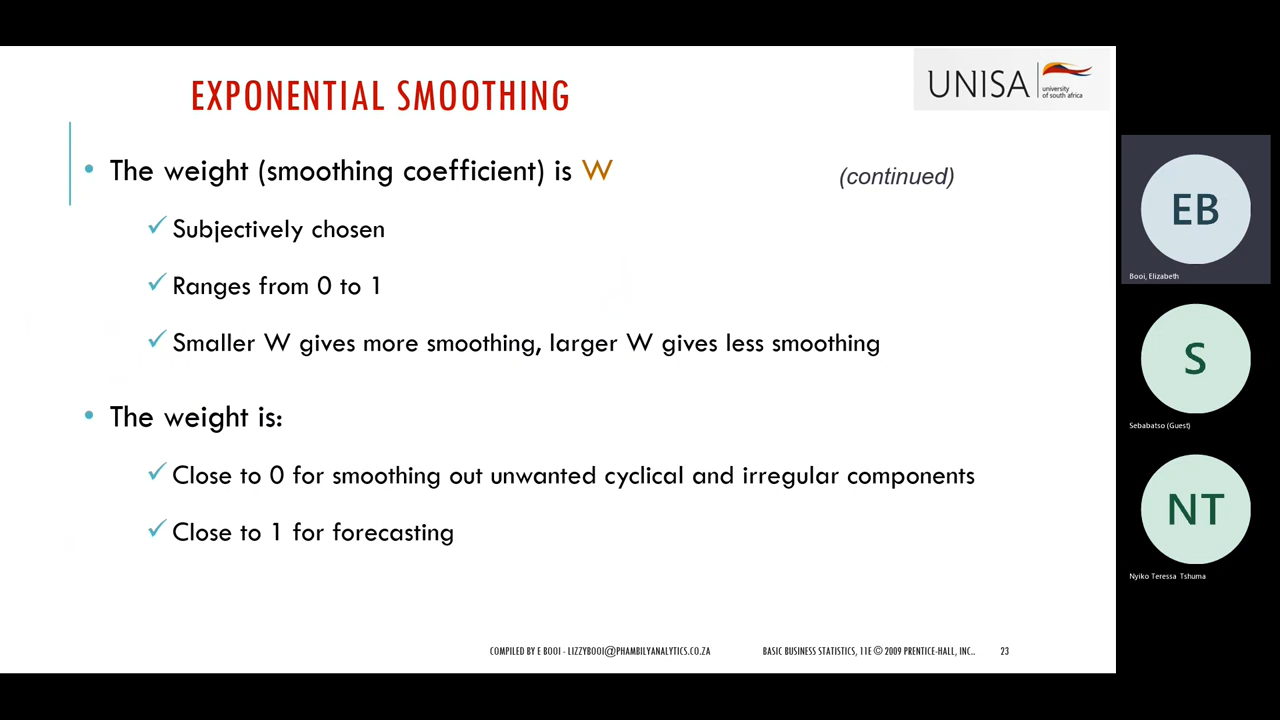 EXPONENTIAL SMOOTHING
UNISA
university
of south africa
• The weight (smoothing coefficient) is W
(continued)
✓ Subjectively chosen
✓ Ranges from 0 to 1
✓ Smaller W gives more smoothing, larger W gives less smoothing
• The weight is:
✓ Close to 0 for smoothing out unwanted cyclical and irregular components
✓ Close to 1 for forecasting
COMPILED BY E BOOI - LIZZYBOOI@PHAMBILYANALYTICS.CO.ZA
BASIC BUSINESS STATISTICS, 11E © 2009 PRENTICE-HALL, INC..
23
EB
Booi, Elizabeth
S
Sebabatso (Guest)
NT
Nyiko Teressa Tshuma